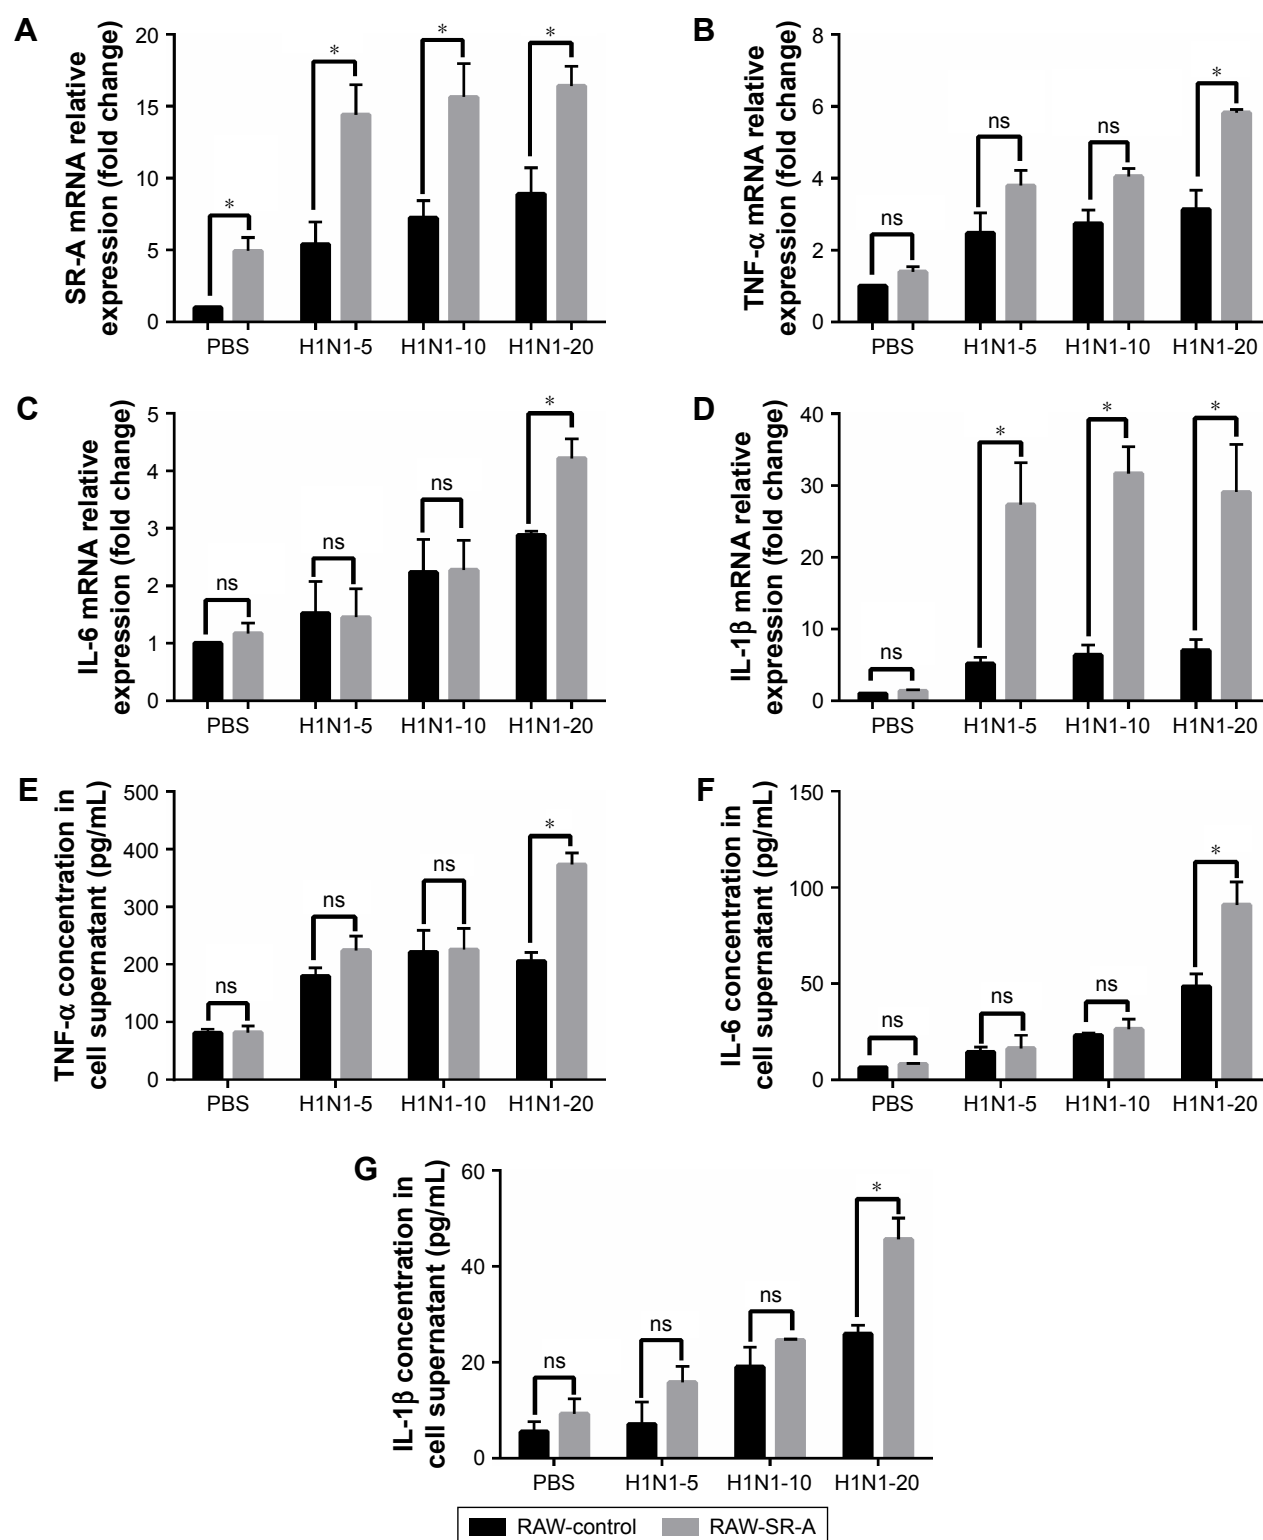 A
SR-A mRNA relative
expression (fold change)
20
15
10
5
0
*
*
*
*
PBS
H1N1-5
H1N1-10
H1N1-20
B
TNF-α mRNA relative
expression (fold change)
8
6
4
2
0
ns
ns
ns
*
PBS
H1N1-5
H1N1-10
H1N1-20
C
IL-6 mRNA relative
expression (fold change)
5
4
3
2
1
0
ns
ns
ns
*
PBS
H1N1-5
H1N1-10
H1N1-20
D
IL-1β mRNA relative
expression (fold change)
40
30
20
10
0
ns
*
*
*
PBS
H1N1-5
H1N1-10
H1N1-20
E
TNF-α concentration in
cell supernatant (pg/mL)
500
400
300
200
100
0
ns
ns
ns
*
PBS
H1N1-5
H1N1-10
H1N1-20
F
IL-6 concentration in
cell supernatant (pg/mL)
150
100
50
0
ns
ns
ns
*
PBS
H1N1-5
H1N1-10
H1N1-20
G
IL-1β concentration in
cell supernatant (pg/mL)
60
40
20
0
ns
ns
ns
*
PBS
H1N1-5
H1N1-10
H1N1-20
RAW-control
RAW-SR-A